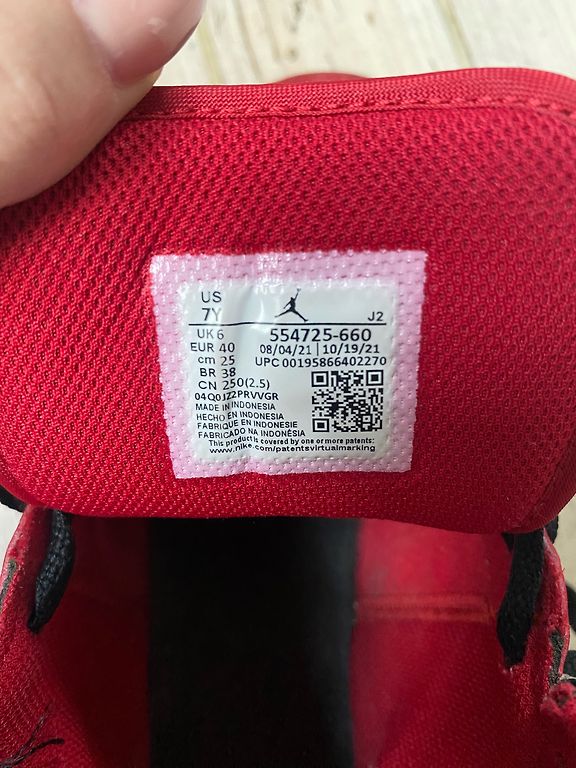 US
7Y J2
UK 6 554725-660
EUR 40 08/04/21 | 10/19/21
cm 25 UPC 00195866402270
BR 38
CN 250(2.5)
04Q0JZ2PRVVGR
MADE IN INDONESIA
HECHO EN INDONESIA
FABRIQUE EN INDONESIE
FABRICADO NA INDONÉSIA
This product is covered by one or more patents:
www.nike.com/patentsvirtualmarking